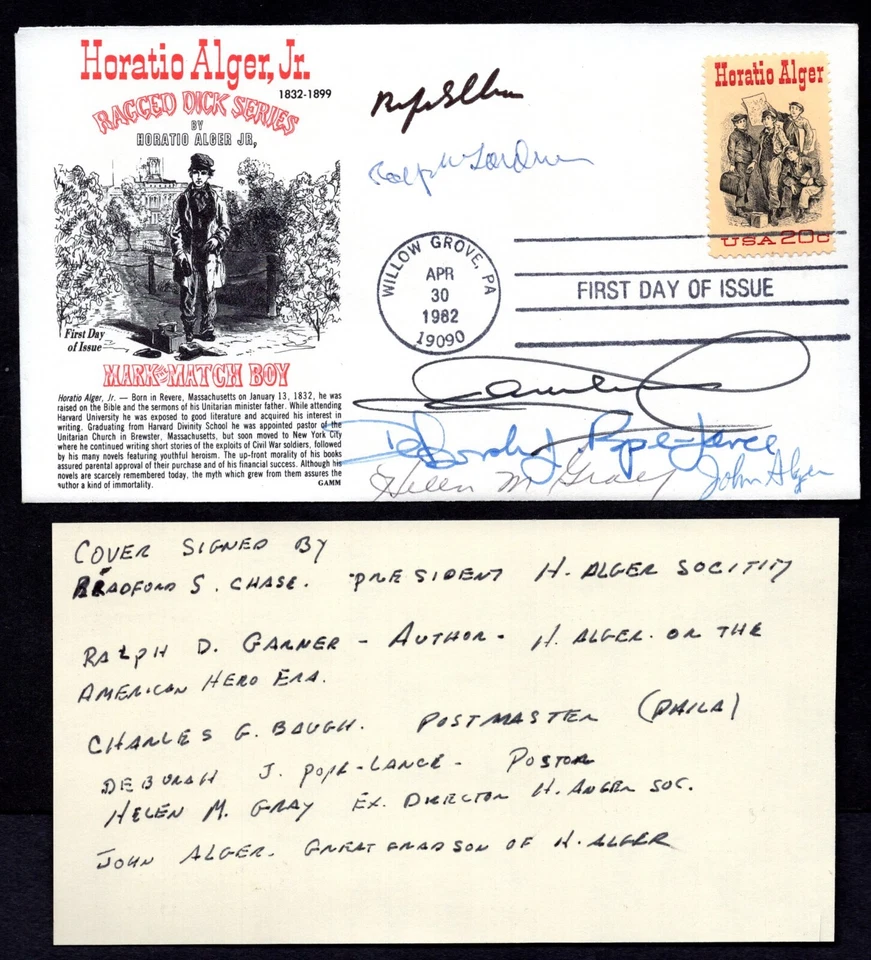 Horatio Alger, Jr.
1832-1899
RAGGED DICK SERIES
BY
HORATIO ALGER JR,
First Day
of Issue
MARK THE MATCH BOY
Horatio Alger, Jr. — Born in Revere, Massachusetts on January 13, 1832, he was
raised on the Bible and the sermons of his Unitarian minister father. While attending
Harvard University he was exposed to good literature and acquired his interest in
writing. Graduating from Harvard Divinity School he was appointed pastor of the
Unitarian Church in Brewster, Massachusetts, but soon moved to New York City
where he continued writing short stories of the exploits of Civil War soldiers, followed
by his many novels featuring youthful heroism. The up-front morality of his books
assured parental approval of their purchase and of his financial success. Although his
novels are scarcely remembered today, the myth which grew from them assures the
author a kind of immortality.
GAMM
Horatio Alger
USA 20c
WILLOW GROVE, PA
APR
30
1982
19090
FIRST DAY OF ISSUE
Deborah J. Pope-Lance
Helen M Gray
John Alger
COVER SIGNED BY
BRADFORD S. CHASE. PRESIDENT H. ALGER SOCITITY
RALPH D. GARNER - AUTHOR - H. ALGER. OR THE
AMERICAN HERO ERA.
CHARLES G. BAUGH. POSTMASTER (PHILA)
DEBORAH J. POPE-LANCE - POSTOR
HELEN M. GRAY EX. DIRECTOR H. ANGER SOC.
JOHN ALGER. GREAT GRADSON OF H. ALGER